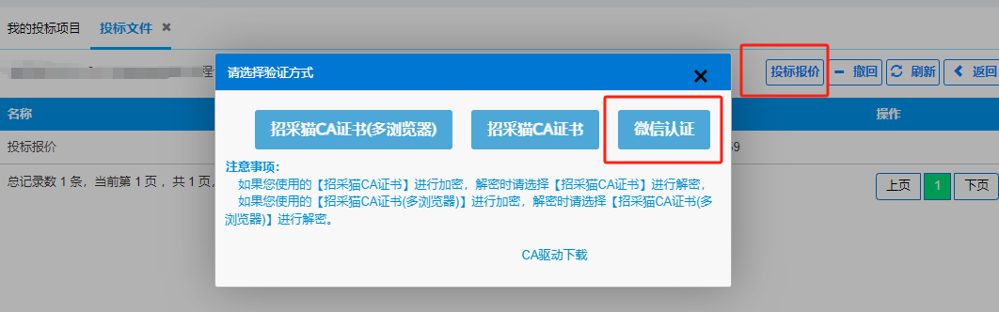 我的投标项目 投标文件 ×
程 投标报价 撤回 刷新 返回
请选择验证方式 ×
名称 操作
招采猫CA证书(多浏览器) 招采猫CA证书 微信认证
投标报价 59
注意事项：
如果您使用的【招采猫CA证书】进行加密，解密时请选择【招采猫CA证书】进行解密，
总记录数 1 条，当前第 1 页 ，共 1 页， 上页 1 下页
如果您使用的【招采猫CA证书(多浏览器)】进行加密，解密时请选择【招采猫CA证书(多
浏览器)】进行解密。
CA驱动下载